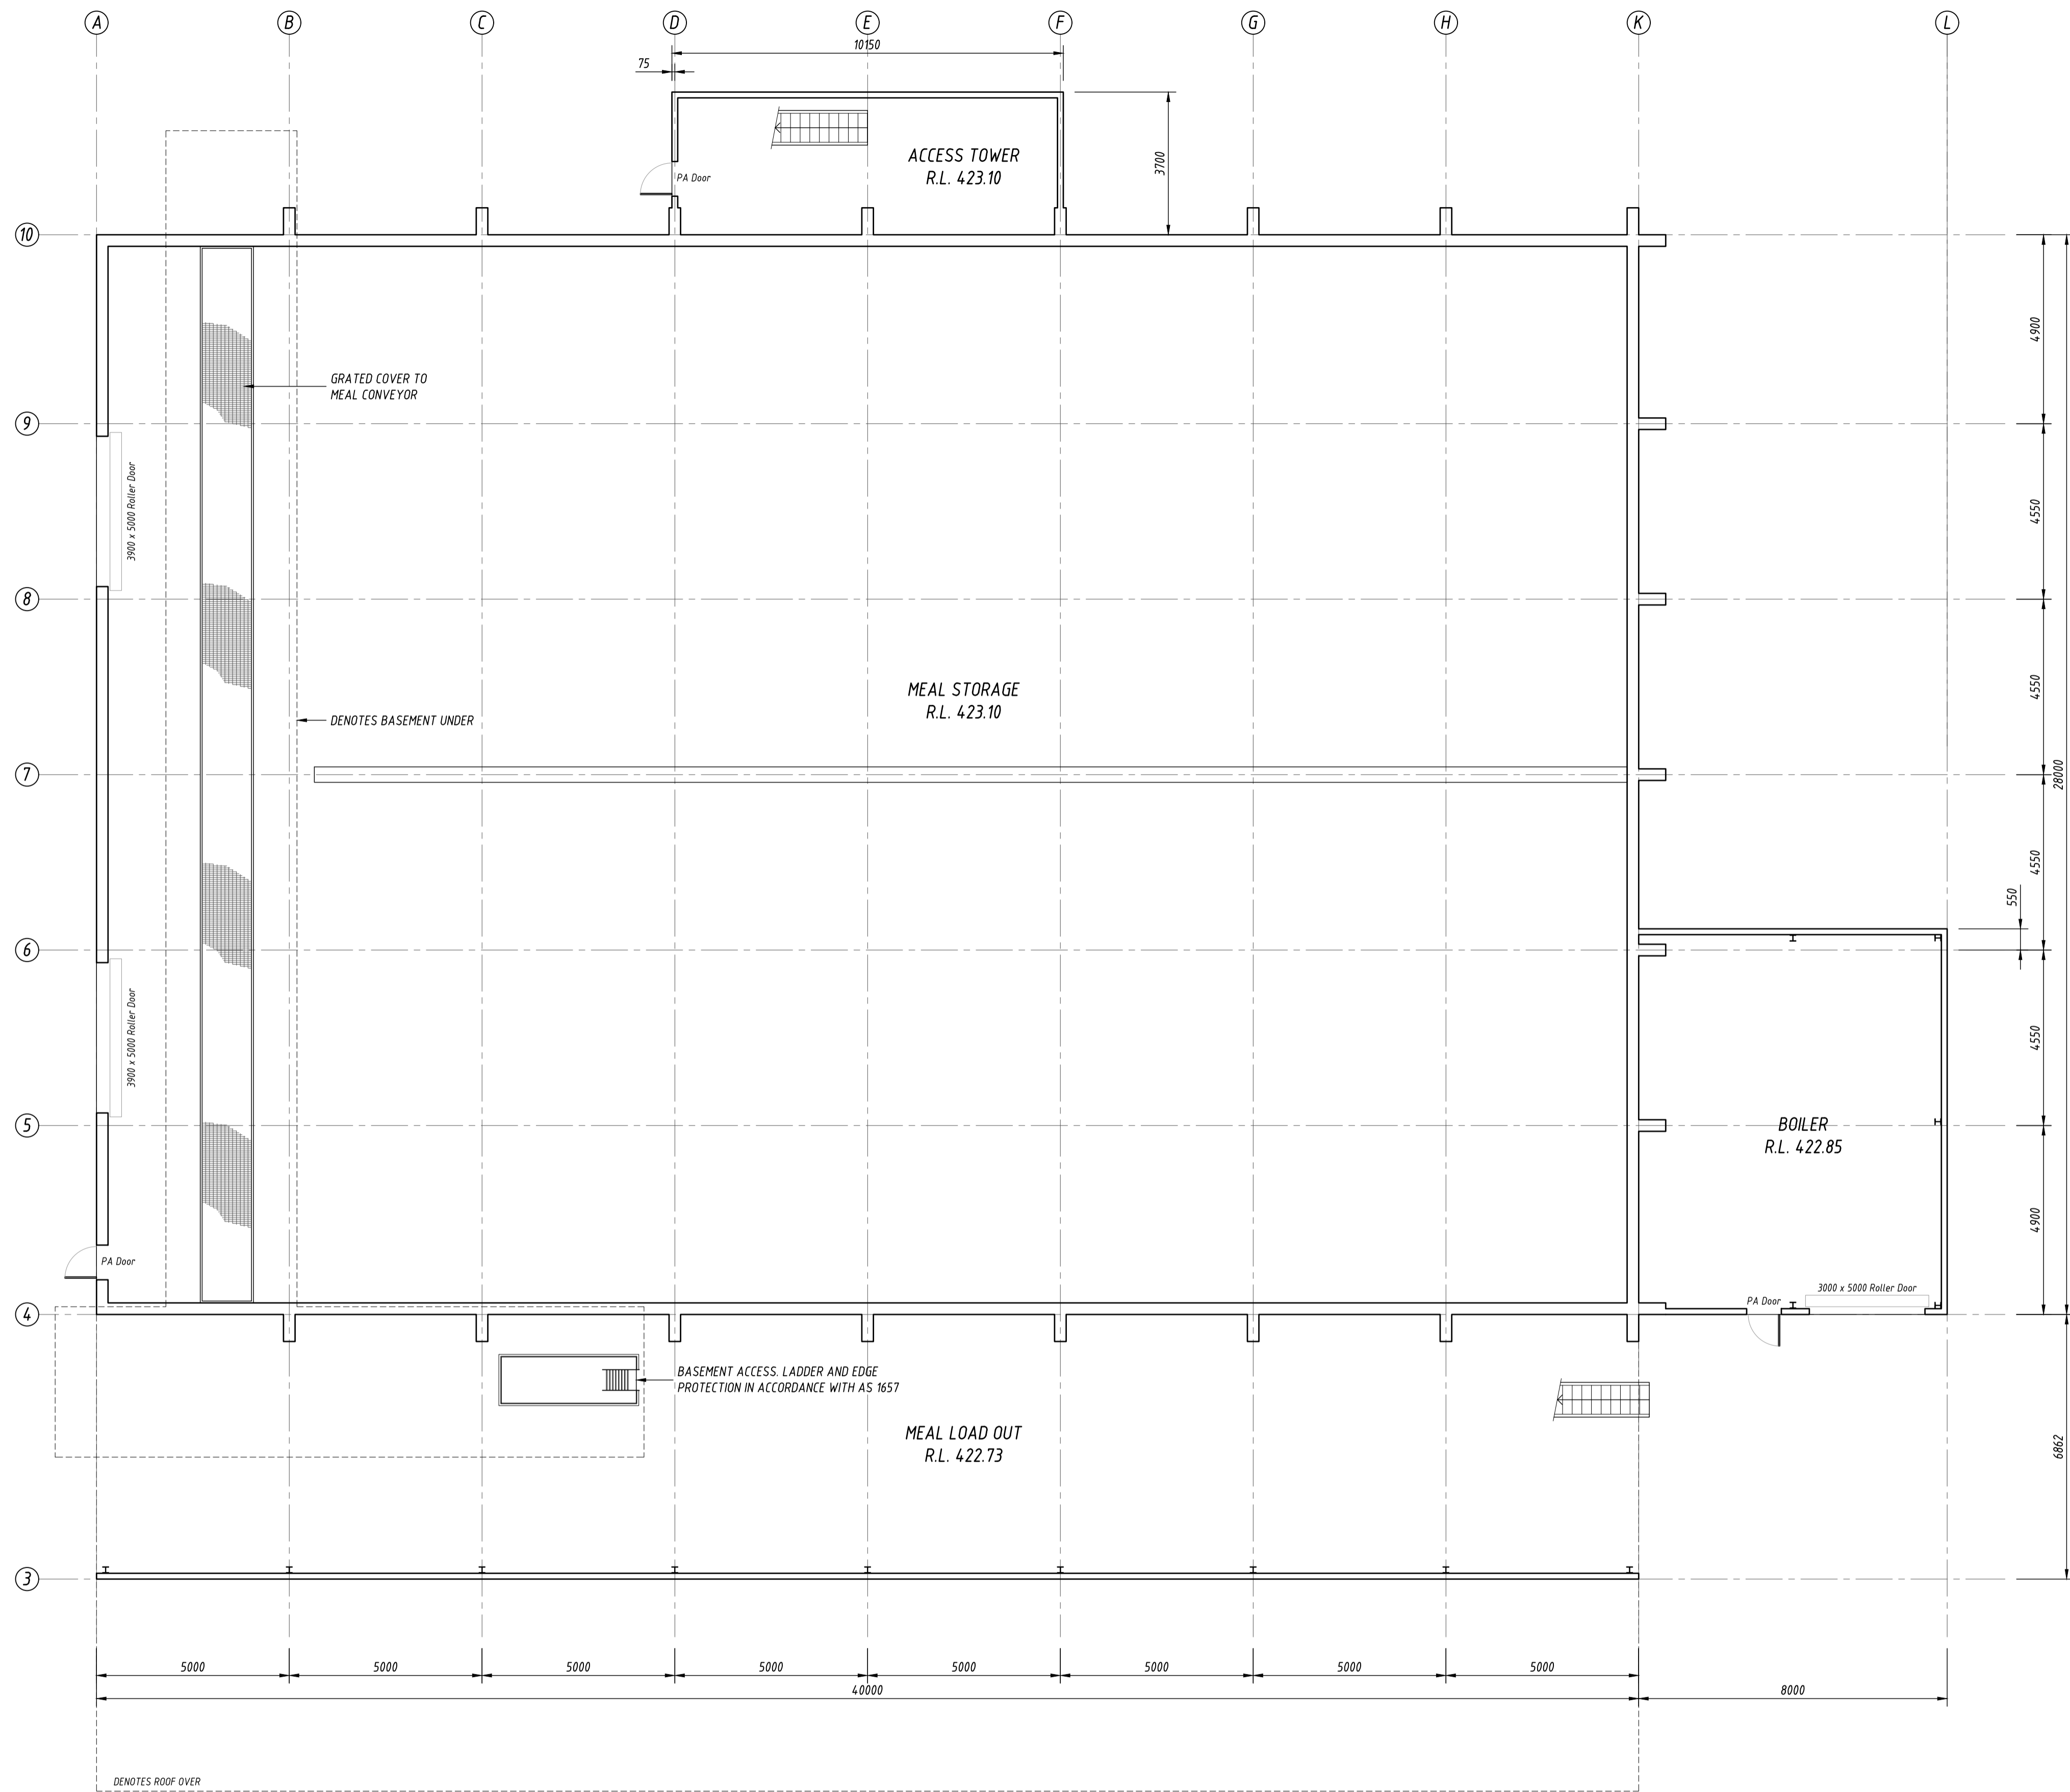 A B C D E F G H K L
10150
75
ACCESS TOWER
R.L. 423.10
3700
PA Door
10
4900
GRATED COVER TO
MEAL CONVEYOR
9
3900 x 5000 Roller Door
4550
8
MEAL STORAGE
R.L. 423.10
4550
DENOTES BASEMENT UNDER
7
28000
4550
550
6
3900 x 5000 Roller Door
4550
5
BOILER
R.L. 422.85
4900
PA Door
3000 x 5000 Roller Door
PA Door
4
BASEMENT ACCESS. LADDER AND EDGE
PROTECTION IN ACCORDANCE WITH AS 1657
MEAL LOAD OUT
R.L. 422.73
6862
3
5000 5000 5000 5000 5000 5000 5000 5000
40000 8000
DENOTES ROOF OVER